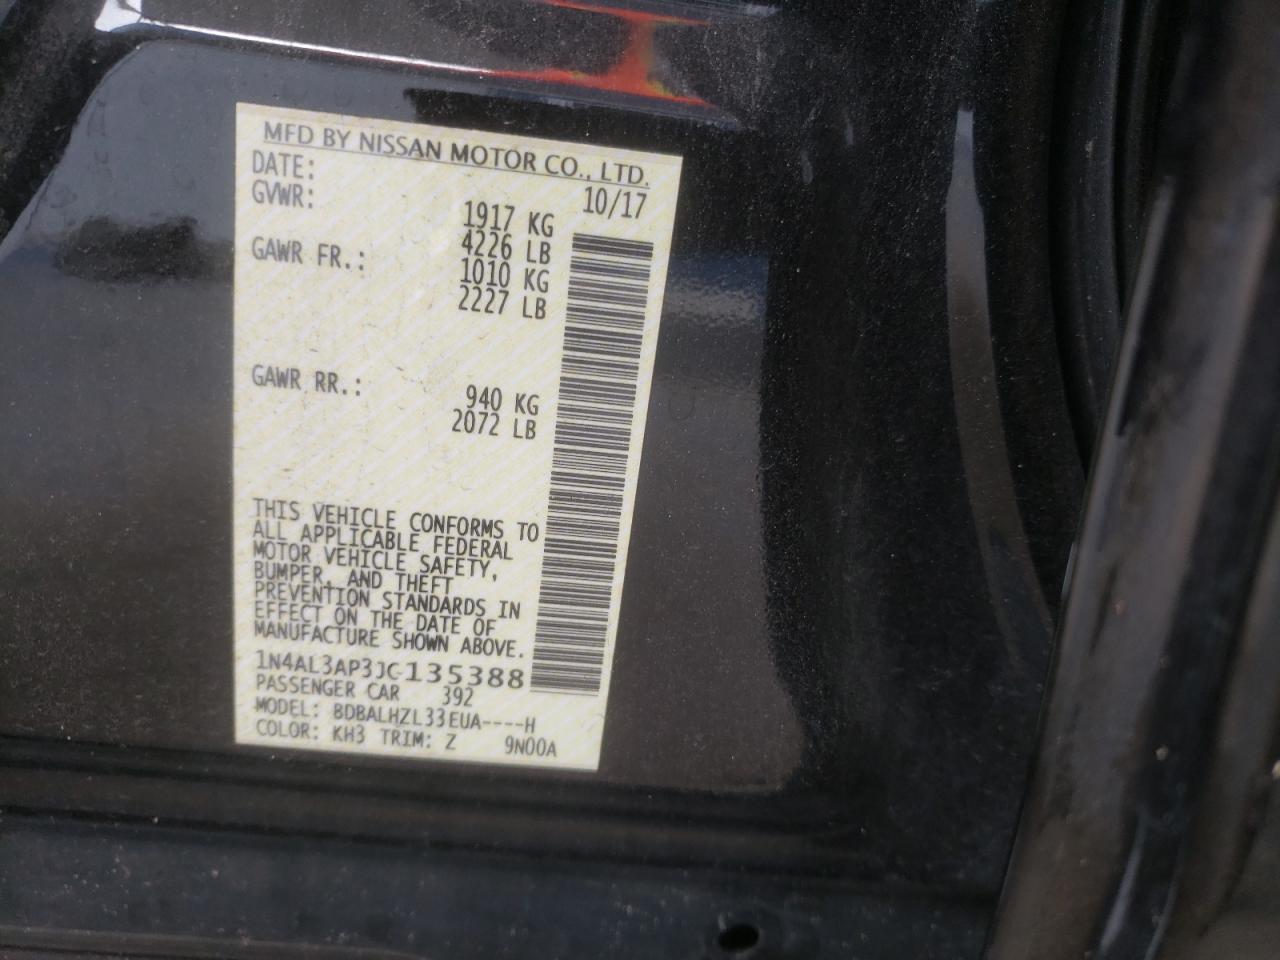 MFD BY NISSAN MOTOR CO., LTD.
DATE: 10/17
GVWR: 1917 KG
4226 LB
GAWR FR.: 1010 KG
2227 LB
GAWR RR.: 940 KG
2072 LB
THIS VEHICLE CONFORMS TO
ALL APPLICABLE FEDERAL
MOTOR VEHICLE SAFETY,
BUMPER, AND THEFT
PREVENTION STANDARDS IN
EFFECT ON THE DATE OF
MANUFACTURE SHOWN ABOVE.
1N4AL3AP3JC135388
PASSENGER CAR 392
MODEL: BDBALHZL33EUA----H
COLOR: KH3 TRIM: Z 9N00A